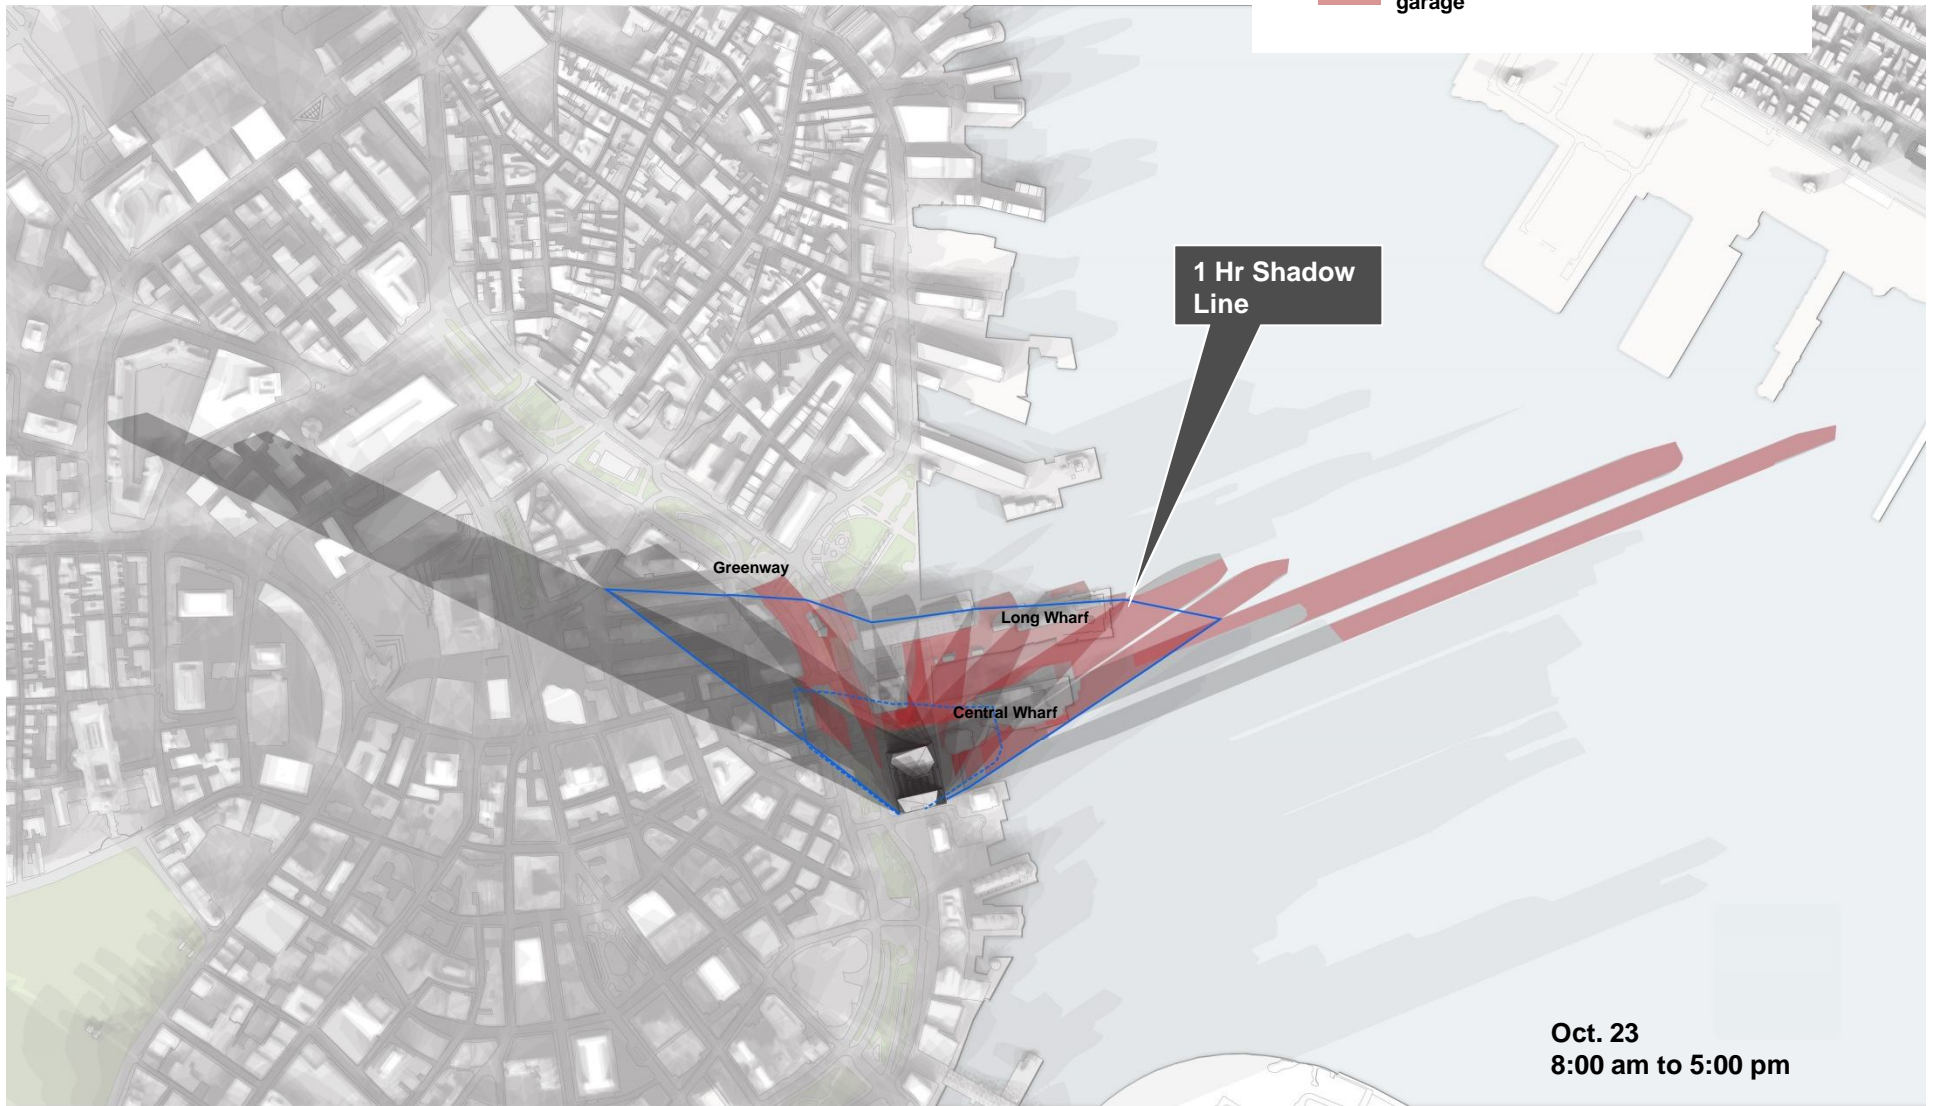 garage
1 Hr Shadow
Line
Greenway
Long Wharf
Central Wharf
Oct. 23
8:00 am to 5:00 pm